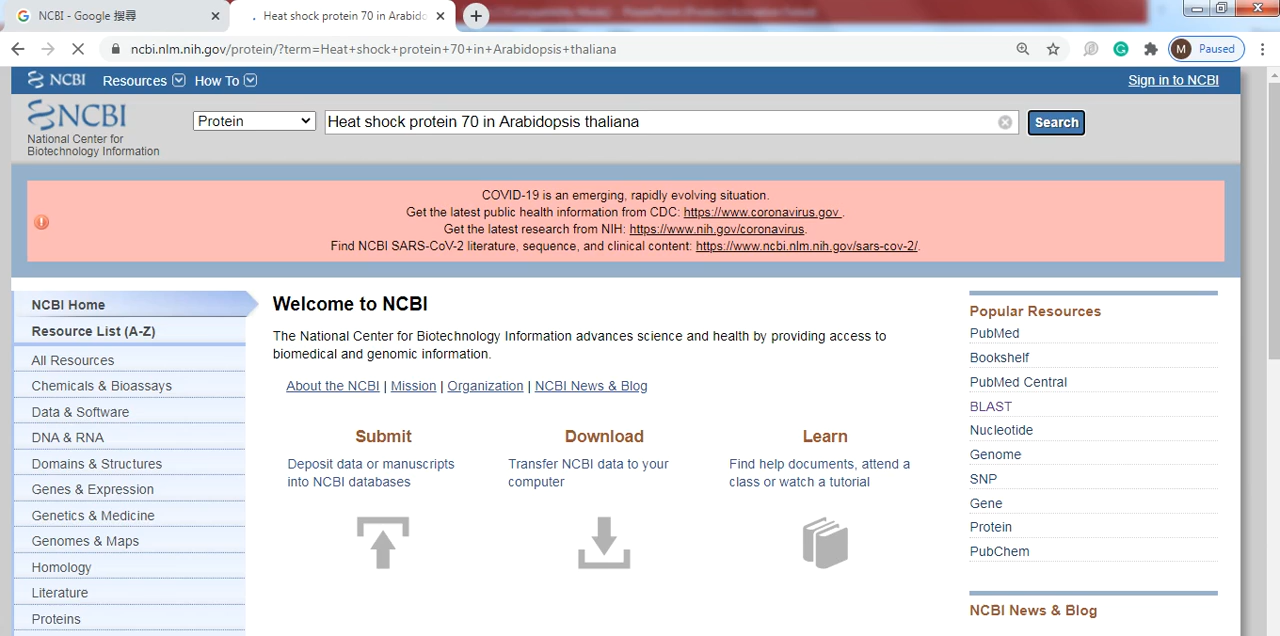 NCBI - Google 搜尋
Heat shock protein 70 in Arabido
ncbi.nlm.nih.gov/protein/?term=Heat+shock+protein+70+in+Arabidopsis+thaliana
M Paused
NCBI Resources How To Sign in to NCBI
NCBI
National Center for
Biotechnology Information
Protein
Heat shock protein 70 in Arabidopsis thaliana
Search
COVID-19 is an emerging, rapidly evolving situation.
Get the latest public health information from CDC: https://www.coronavirus.gov .
Get the latest research from NIH: https://www.nih.gov/coronavirus.
Find NCBI SARS-CoV-2 literature, sequence, and clinical content: https://www.ncbi.nlm.nih.gov/sars-cov-2/.
NCBI Home
Resource List (A-Z)
All Resources
Chemicals & Bioassays
Data & Software
DNA & RNA
Domains & Structures
Genes & Expression
Genetics & Medicine
Genomes & Maps
Homology
Literature
Proteins
Welcome to NCBI
The National Center for Biotechnology Information advances science and health by providing access to
biomedical and genomic information.
About the NCBI | Mission | Organization | NCBI News & Blog
Submit
Deposit data or manuscripts
into NCBI databases
Download
Transfer NCBI data to your
computer
Learn
Find help documents, attend a
class or watch a tutorial
Popular Resources
PubMed
Bookshelf
PubMed Central
BLAST
Nucleotide
Genome
SNP
Gene
Protein
PubChem
NCBI News & Blog